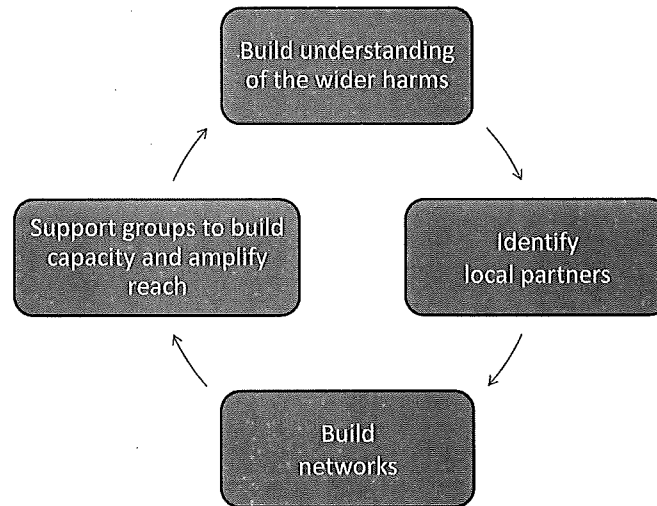 Build understanding
of the wider harms
Identify
local partners
Build
networks
Support groups to build
capacity and amplify
reach